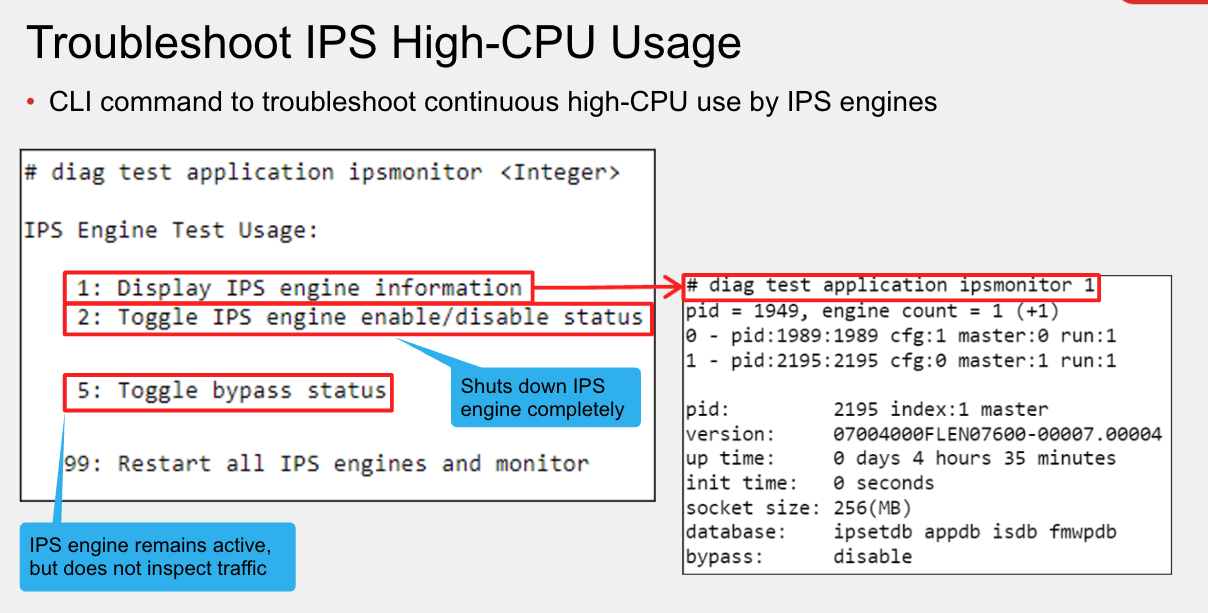 Troubleshoot IPS High-CPU Usage
• CLI command to troubleshoot continuous high-CPU use by IPS engines
# diag test application ipsmonitor <Integer>
IPS Engine Test Usage:
1: Display IPS engine information
2: Toggle IPS engine enable/disable status
5: Toggle bypass status
99: Restart all IPS engines and monitor
Shuts down IPS
engine completely
IPS engine remains active,
but does not inspect traffic
# diag test application ipsmonitor 1
pid = 1949, engine count = 1 (+1)
0 - pid:1989:1989 cfg:1 master:0 run:1
1 - pid:2195:2195 cfg:0 master:1 run:1
pid: 2195 index:1 master
version: 07004000FLEN07600-00007.00004
up time: 0 days 4 hours 35 minutes
init time: 0 seconds
socket size: 256(MB)
database: ipsetdb appdb isdb fmwpdb
bypass: disable